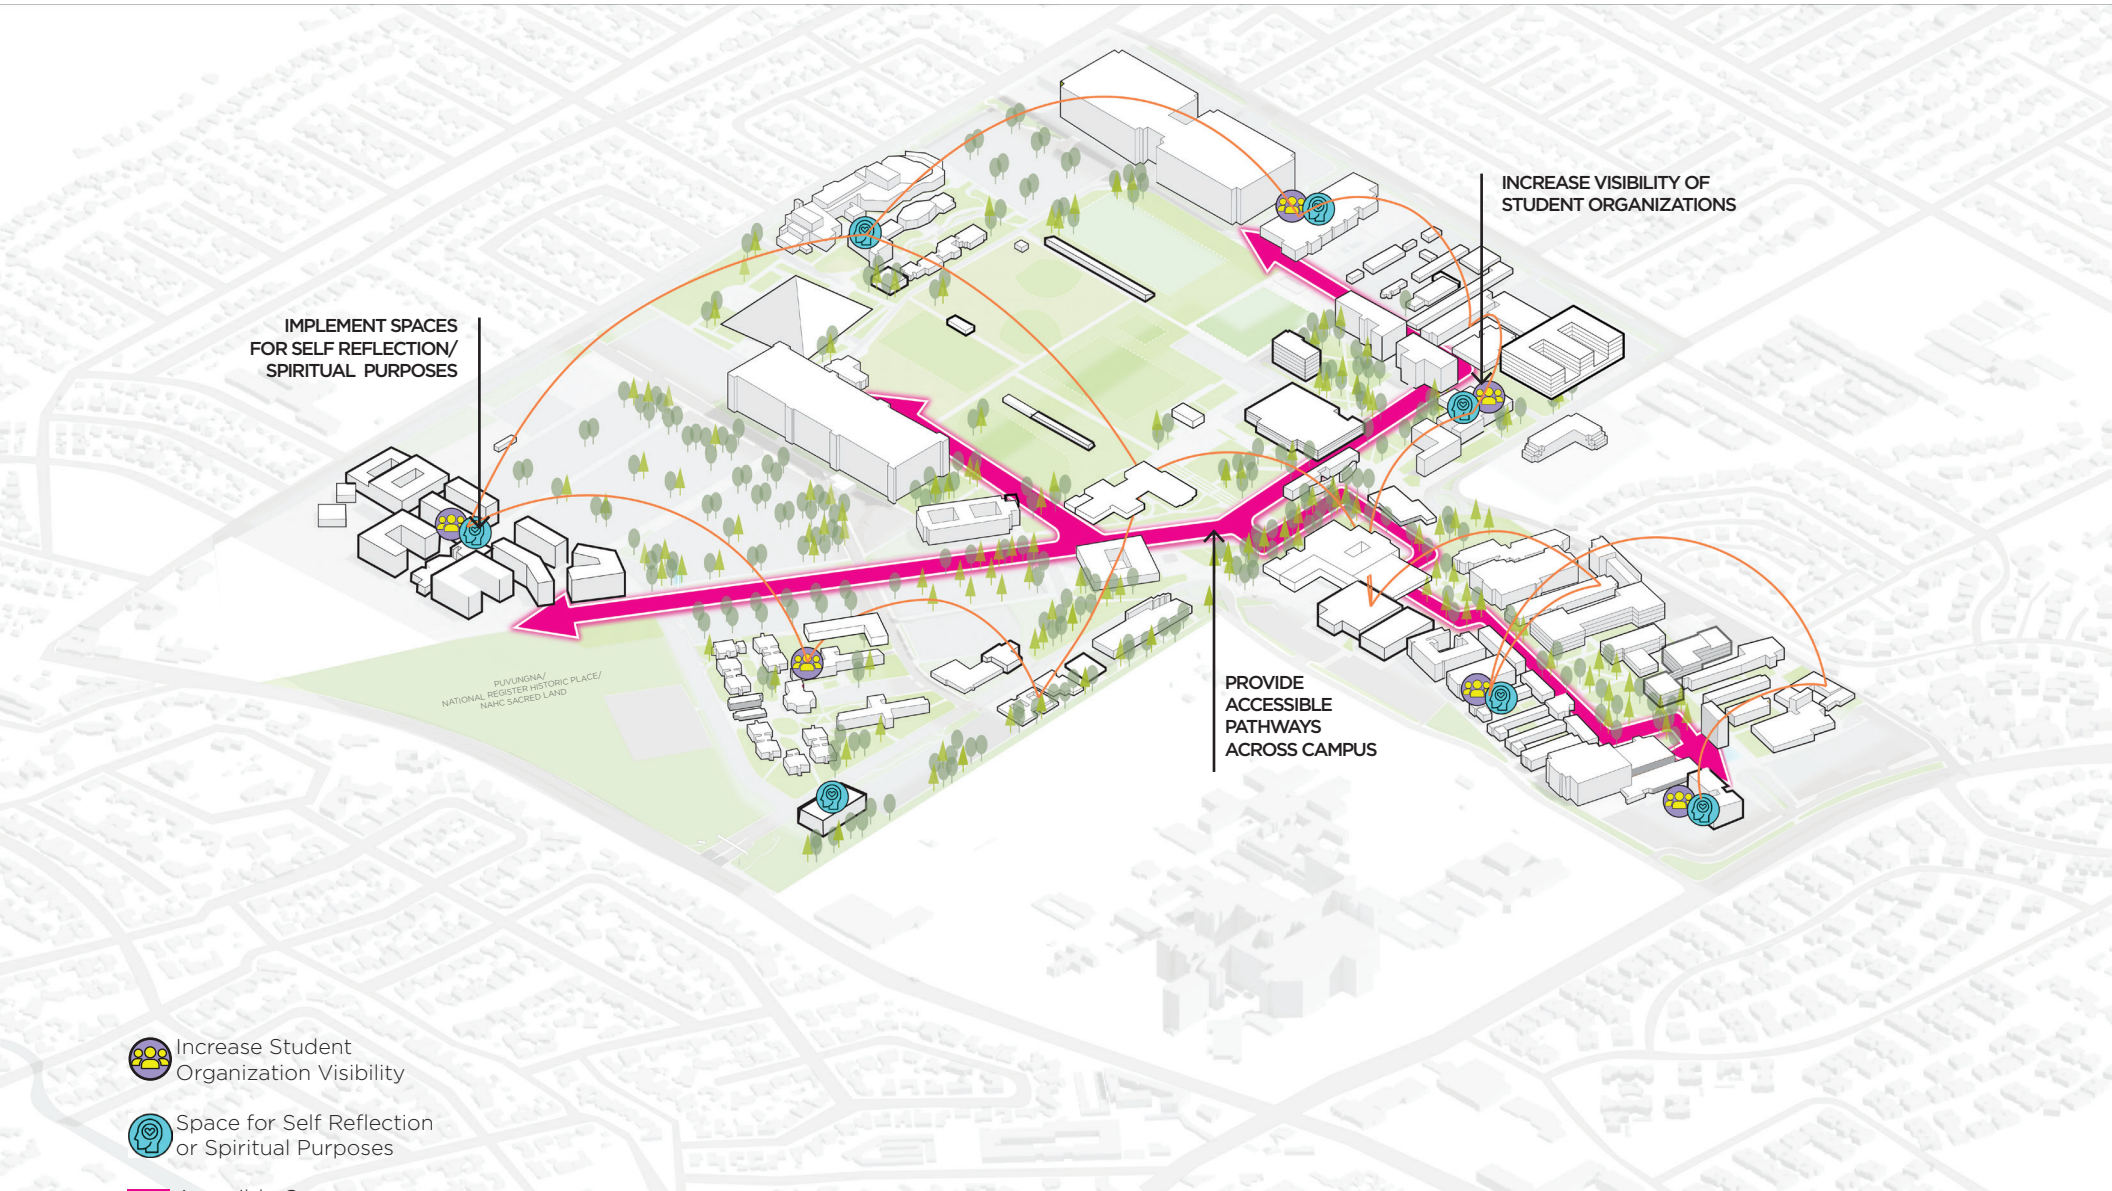 INCREASE VISIBILITY OF
STUDENT ORGANIZATIONS
IMPLEMENT SPACES
FOR SELF REFLECTION/
SPIRITUAL PURPOSES
PUVUNGNA/
NATIONAL REGISTER HISTORIC PLACE/
NAHC SACRED LAND
PROVIDE
ACCESSIBLE
PATHWAYS
ACROSS CAMPUS
Increase Student
Organization Visibility
Space for Self Reflection
or Spiritual Purposes